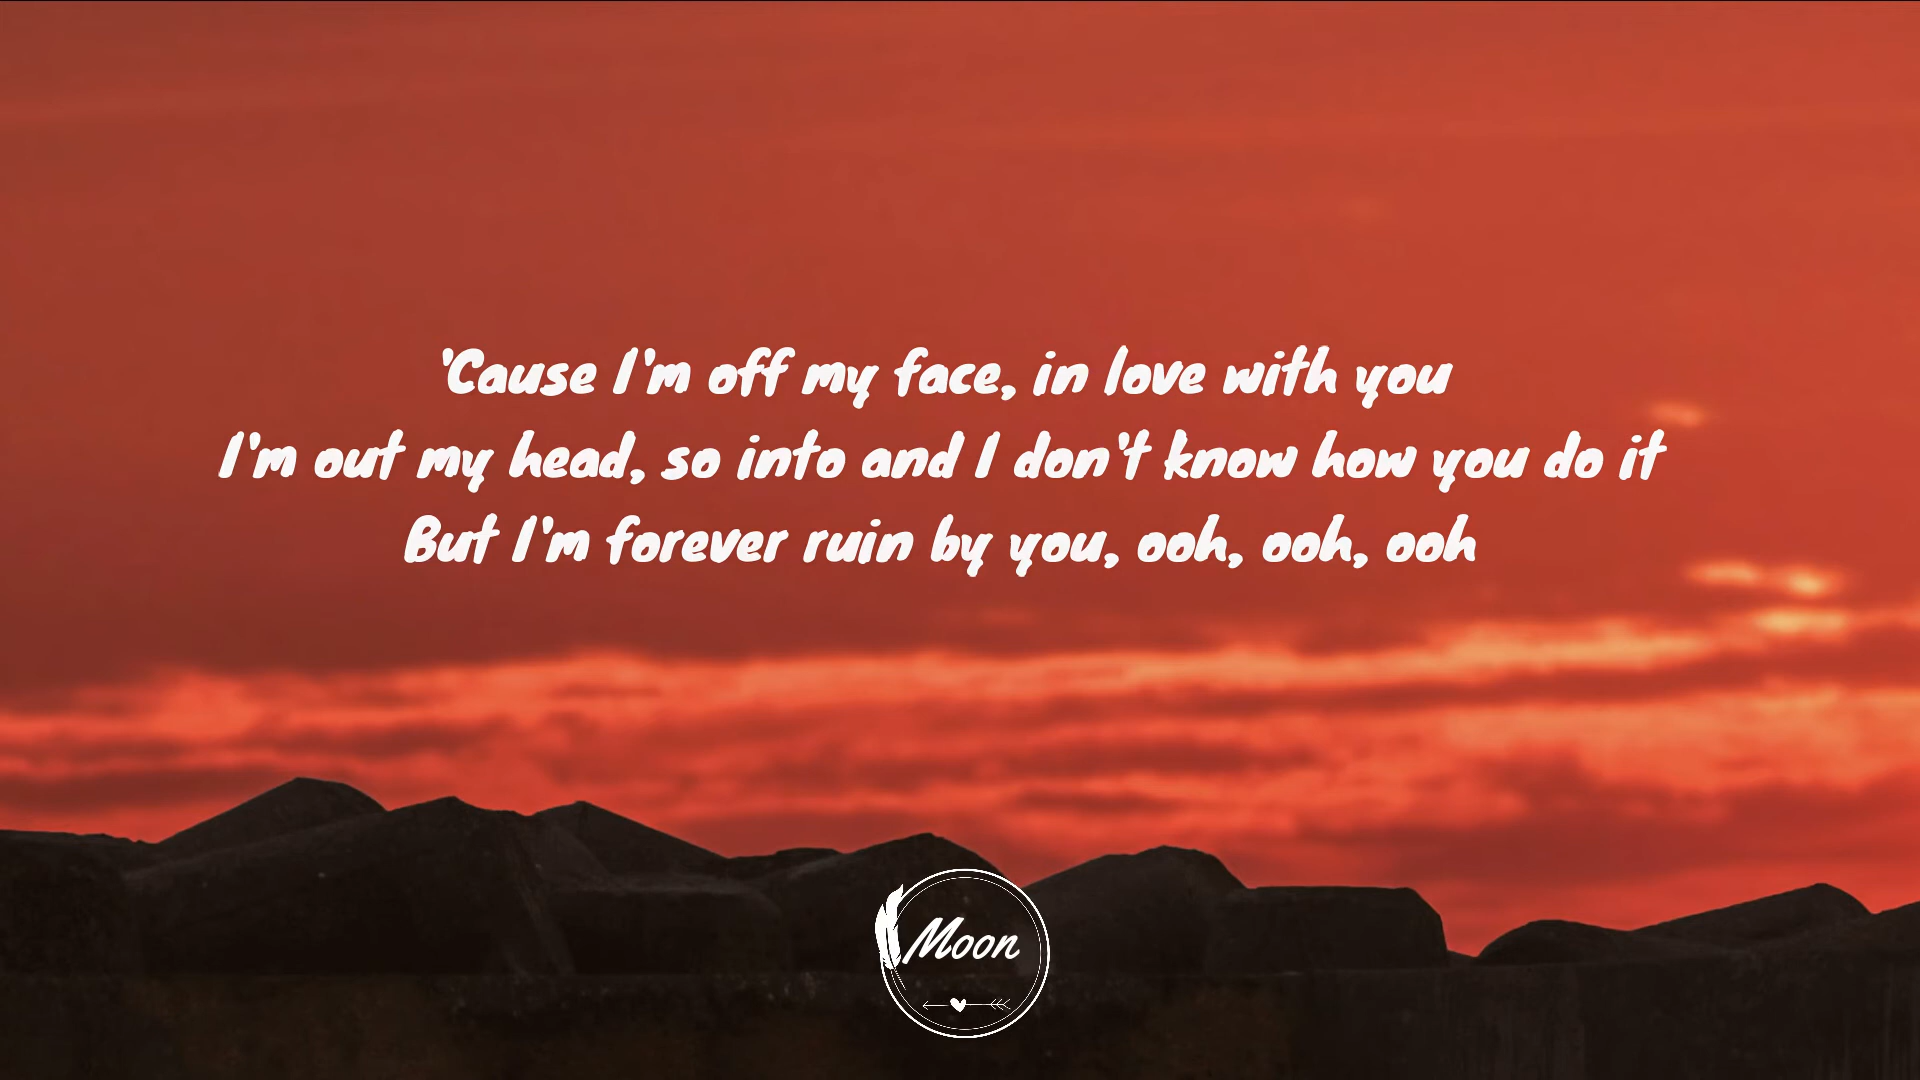 'Cause I'm off my face, in love with you
I'm out my head, so into and I don't know how you do it
But I'm forever ruin by you, ooh, ooh, ooh
Moon